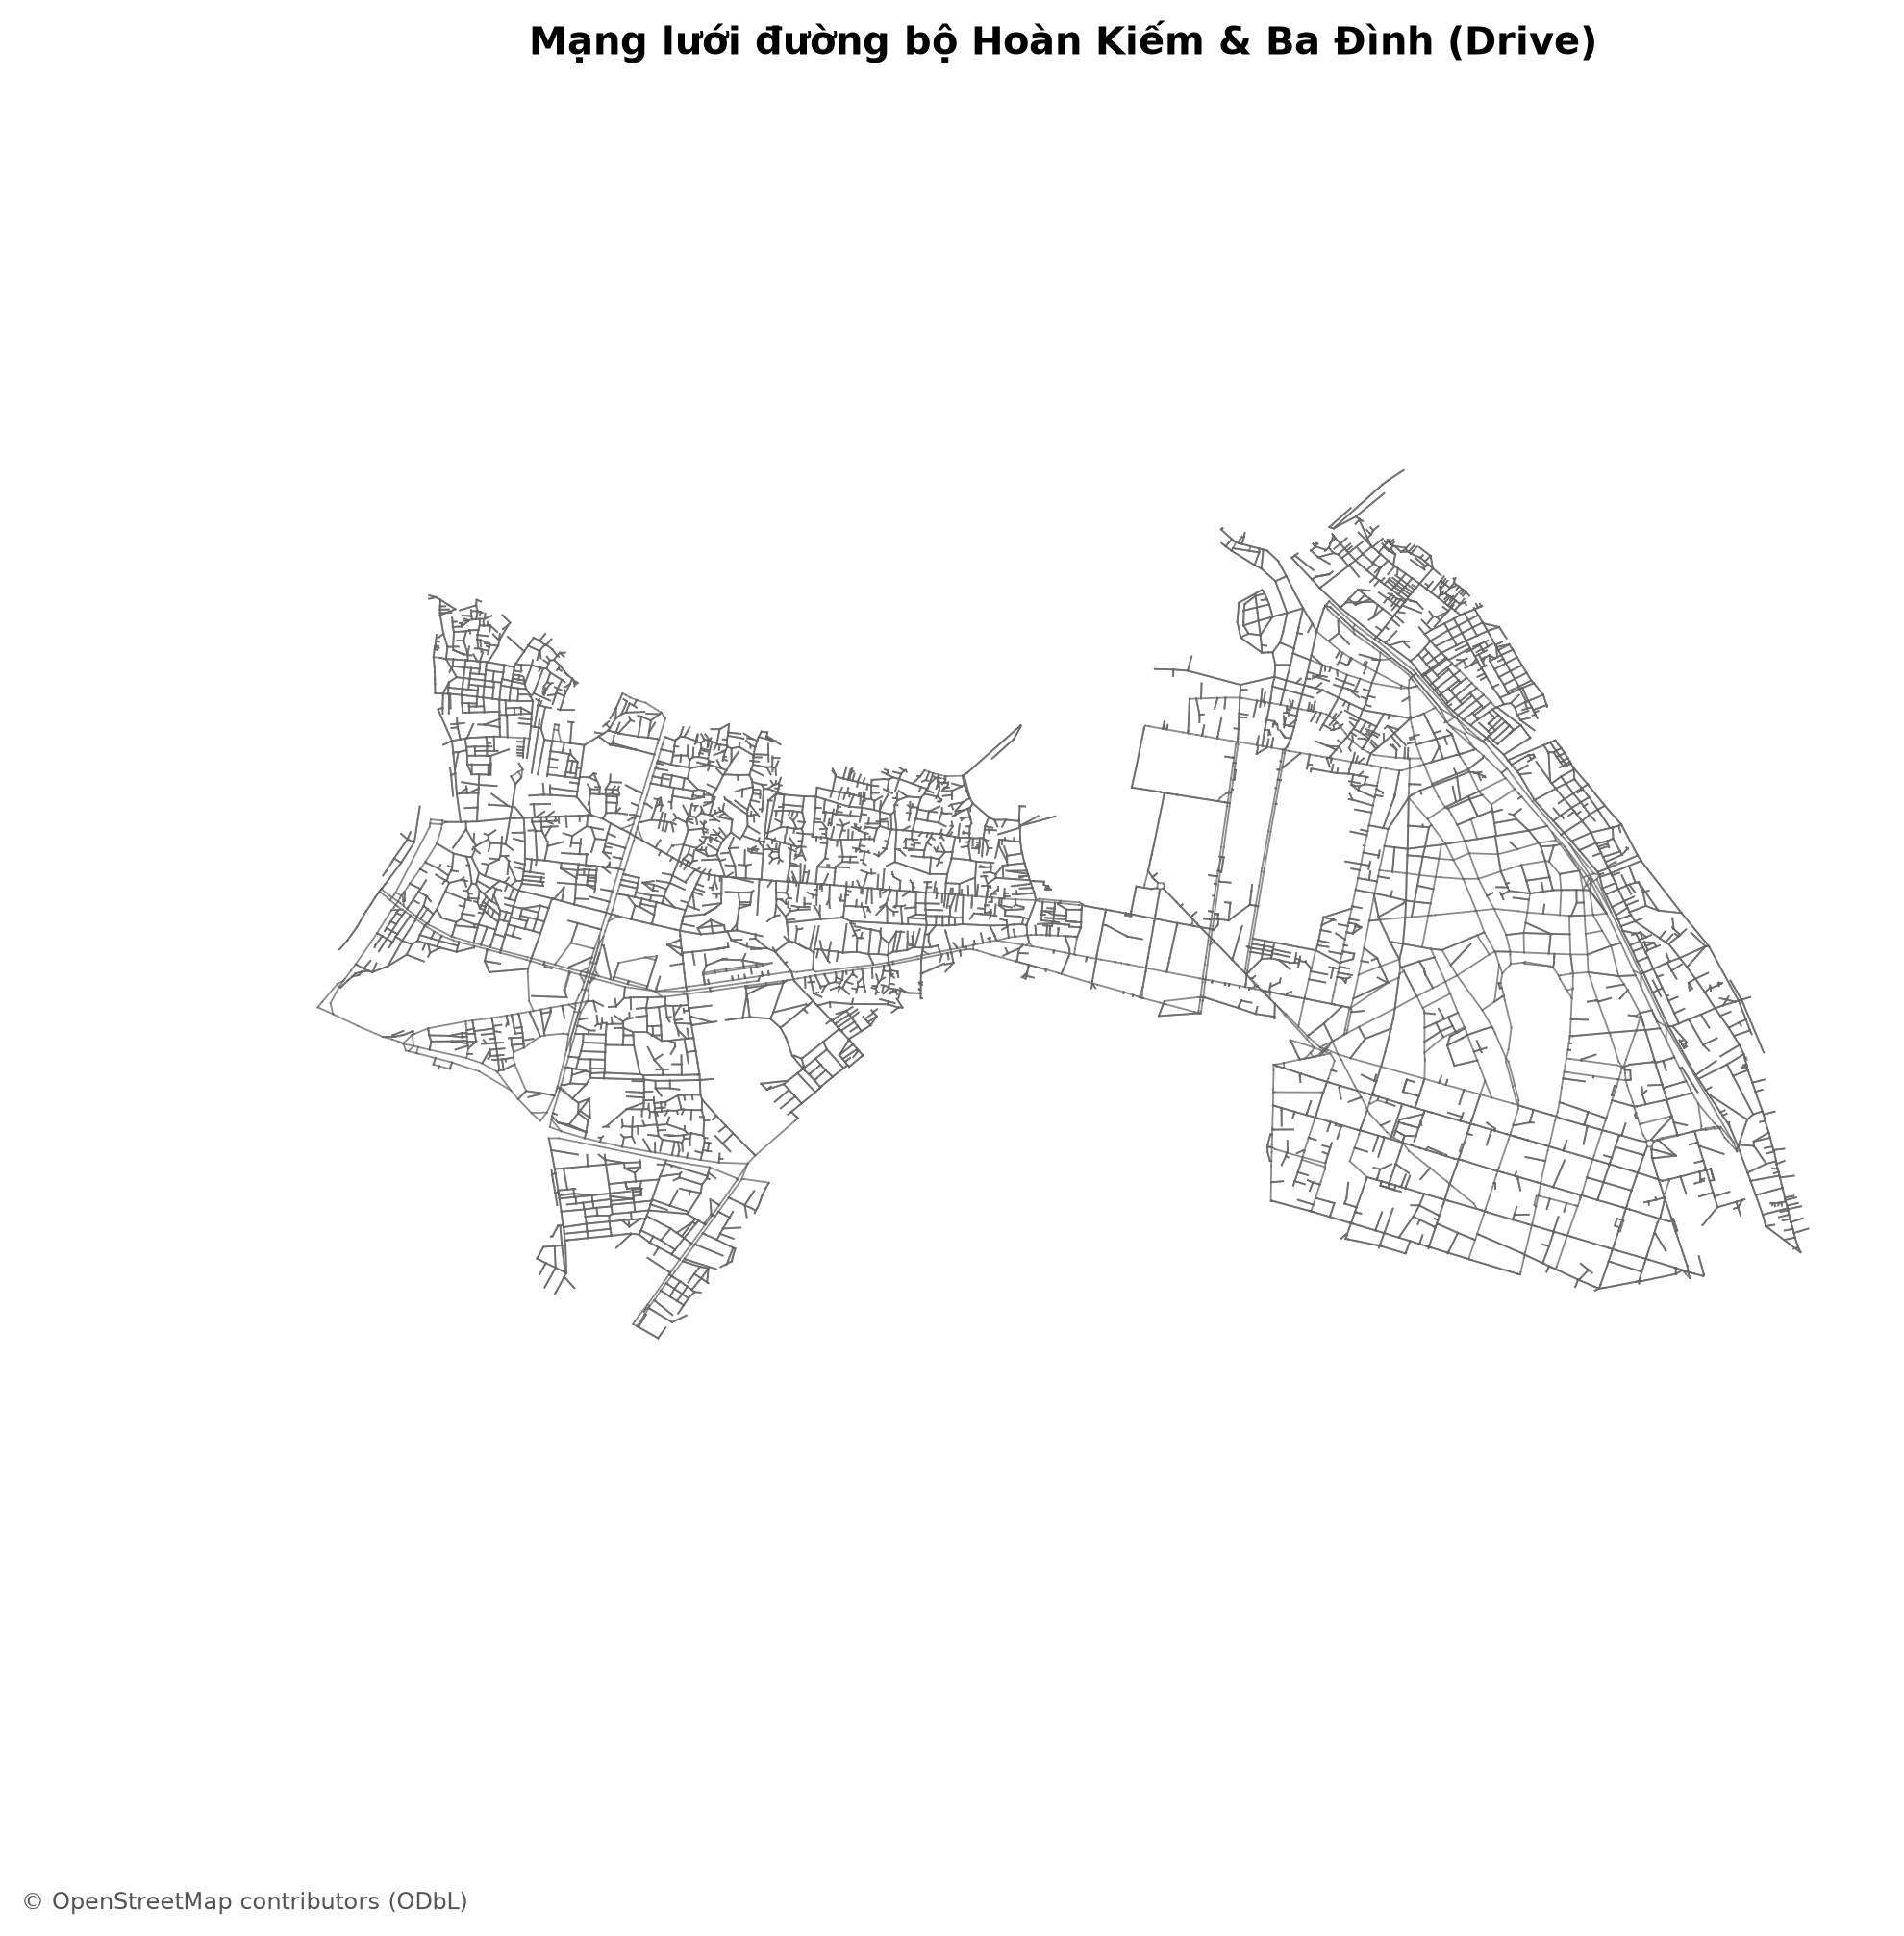 Mạng lưới đường bộ Hoàn Kiếm & Ba Đình (Drive)
© OpenStreetMap contributors (ODbL)